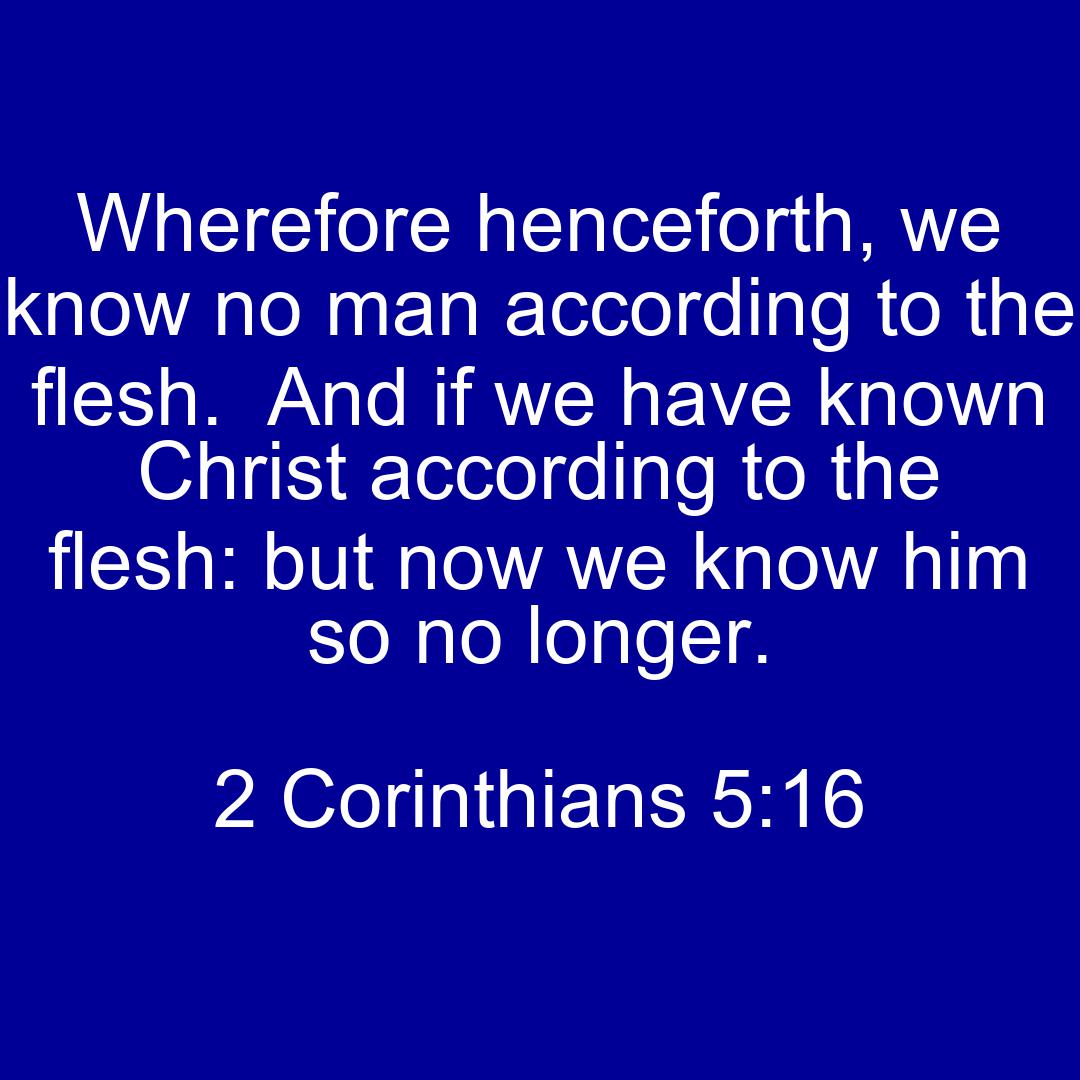 Wherefore henceforth, we
know no man according to the
flesh.  And if we have known
Christ according to the
flesh: but now we know him
so no longer.
2 Corinthians 5:16